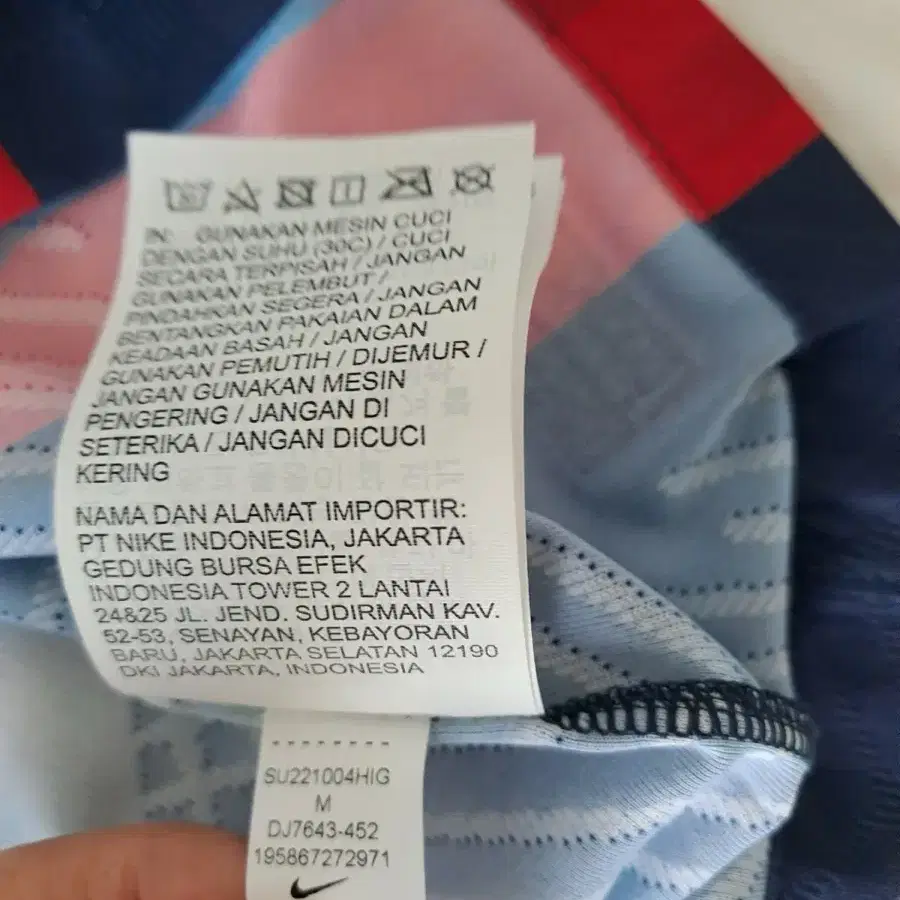 IN: GUNAKAN MESIN CUCI
DENGAN SUHU (30C) / CUCI
SECARA TERPISAH / JANGAN
GUNAKAN PELEMBUT /
PINDAHKAN SEGERA / JANGAN
BENTANGKAN PAKAIAN DALAM
KEADAAN BASAH / JANGAN
GUNAKAN PEMUTIH / DIJEMUR /
JANGAN GUNAKAN MESIN
PENGERING / JANGAN DI
SETERIKA / JANGAN DICUCI
KERING
NAMA DAN ALAMAT IMPORTIR:
PT NIKE INDONESIA, JAKARTA
GEDUNG BURSA EFEK
INDONESIA TOWER 2 LANTAI
24&25 JL. JEND. SUDIRMAN KAV.
52-53, SENAYAN, KEBAYORAN
BARU, JAKARTA SELATAN 12190
DKI JAKARTA, INDONESIA
SU221004HIG
M
DJ7643-452
195867272971